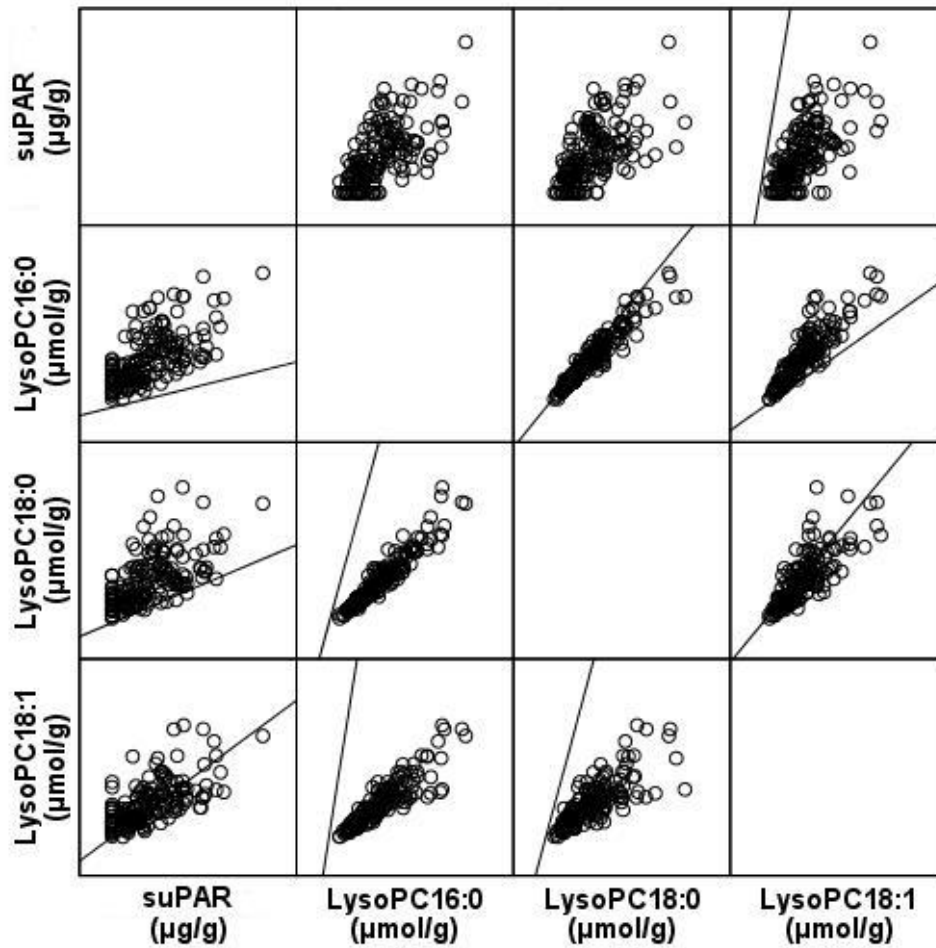 suPAR
(µg/g)
LysoPC16:0
(µmol/g)
LysoPC18:0
(µmol/g)
LysoPC18:1
(µmol/g)
suPAR
(µg/g)
LysoPC16:0
(µmol/g)
LysoPC18:0
(µmol/g)
LysoPC18:1
(µmol/g)